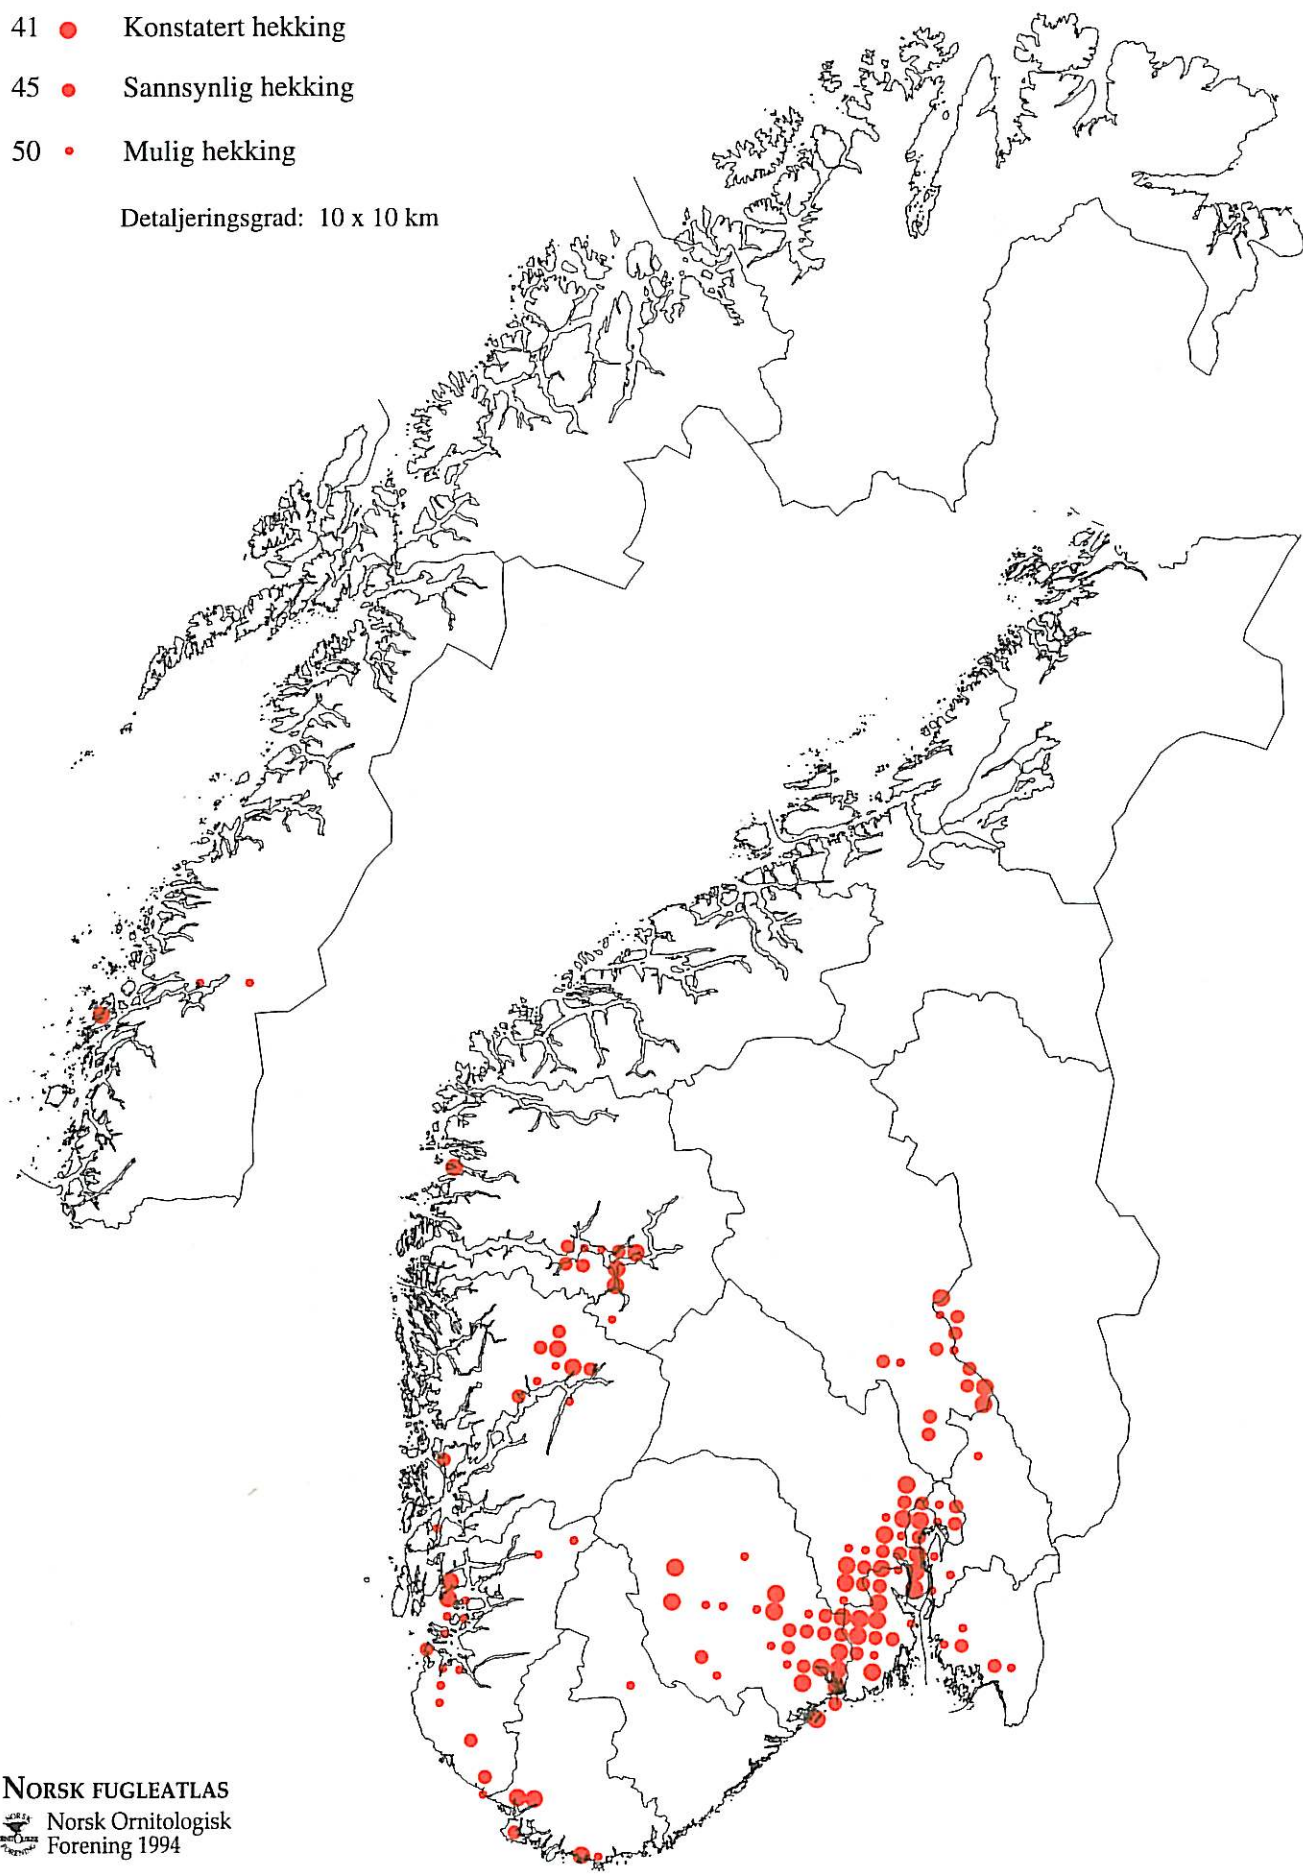 41 Konstatert hekking
45 Sannsynlig hekking
50 Mulig hekking
Detaljeringsgrad: 10 x 10 km
NORSK FUGLEATLAS
Norsk Ornitologisk
Forening 1994